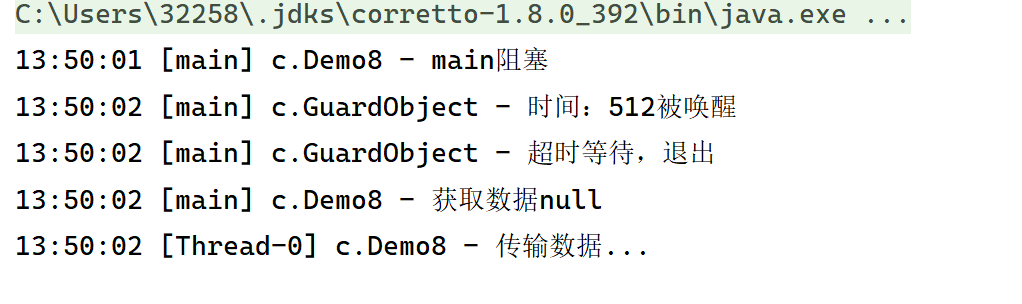 C:\Users\32258\.jdks\corretto-1.8.0_392\bin\java.exe ...
13:50:01 [main] c.Demo8 - main阻塞
13:50:02 [main] c.GuardObject - 时间：512被唤醒
13:50:02 [main] c.GuardObject - 超时等待，退出
13:50:02 [main] c.Demo8 - 获取数据null
13:50:02 [Thread-0] c.Demo8 - 传输数据...